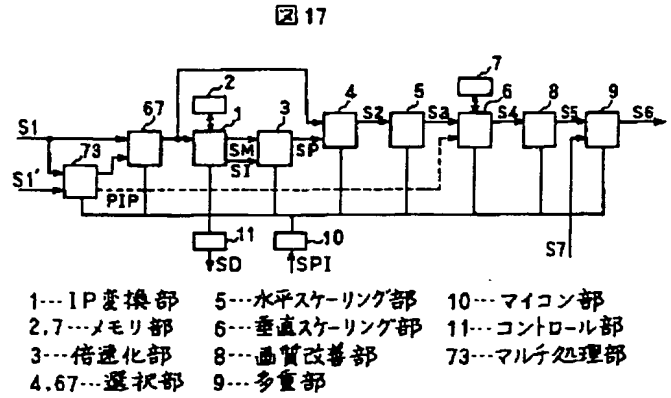 図 17
2
7
67
1
3
4
5
6
8
9
S1
SM
SI
SP
S2
S3
S4
S5
S6
73
S1'
PIP
11
10
SD
SPI
S7
1…IP変換部 5…水平スケーリング部 10…マイコン部
2,7…メモリ部 6…垂直スケーリング部 11…コントロール部
3…倍速化部 8…画質改善部 73…マルチ処理部
4,67…選択部 9…多重部